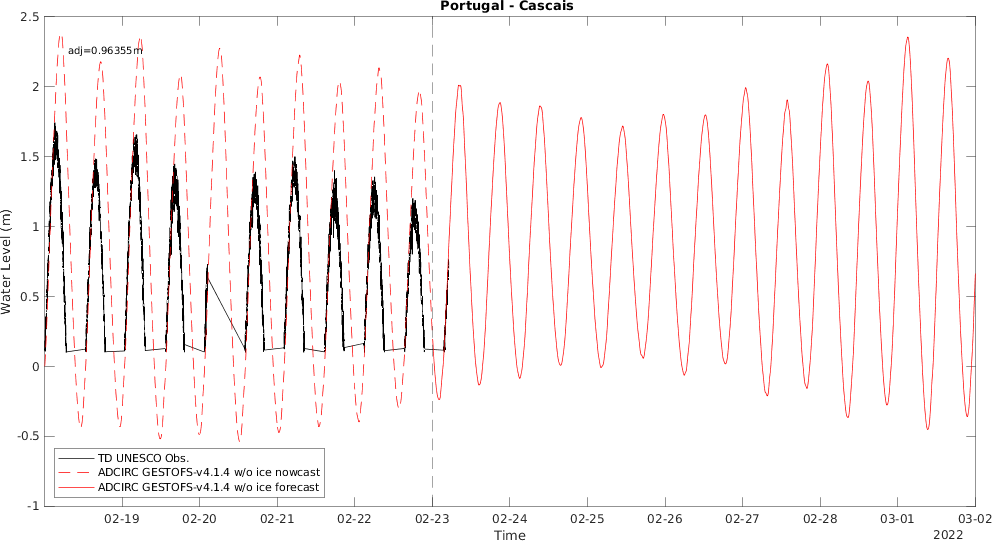 Portugal - Cascais
adj=0.96355m
2.5
2
1.5
1
0.5
0
-0.5
-1
Water Level (m)
TD UNESCO Obs.
ADCIRC GESTOFS-v4.1.4 w/o ice nowcast
ADCIRC GESTOFS-v4.1.4 w/o ice forecast
02-19 02-20 02-21 02-22 02-23 02-24 02-25 02-26 02-27 02-28 03-01 03-02
Time
2022